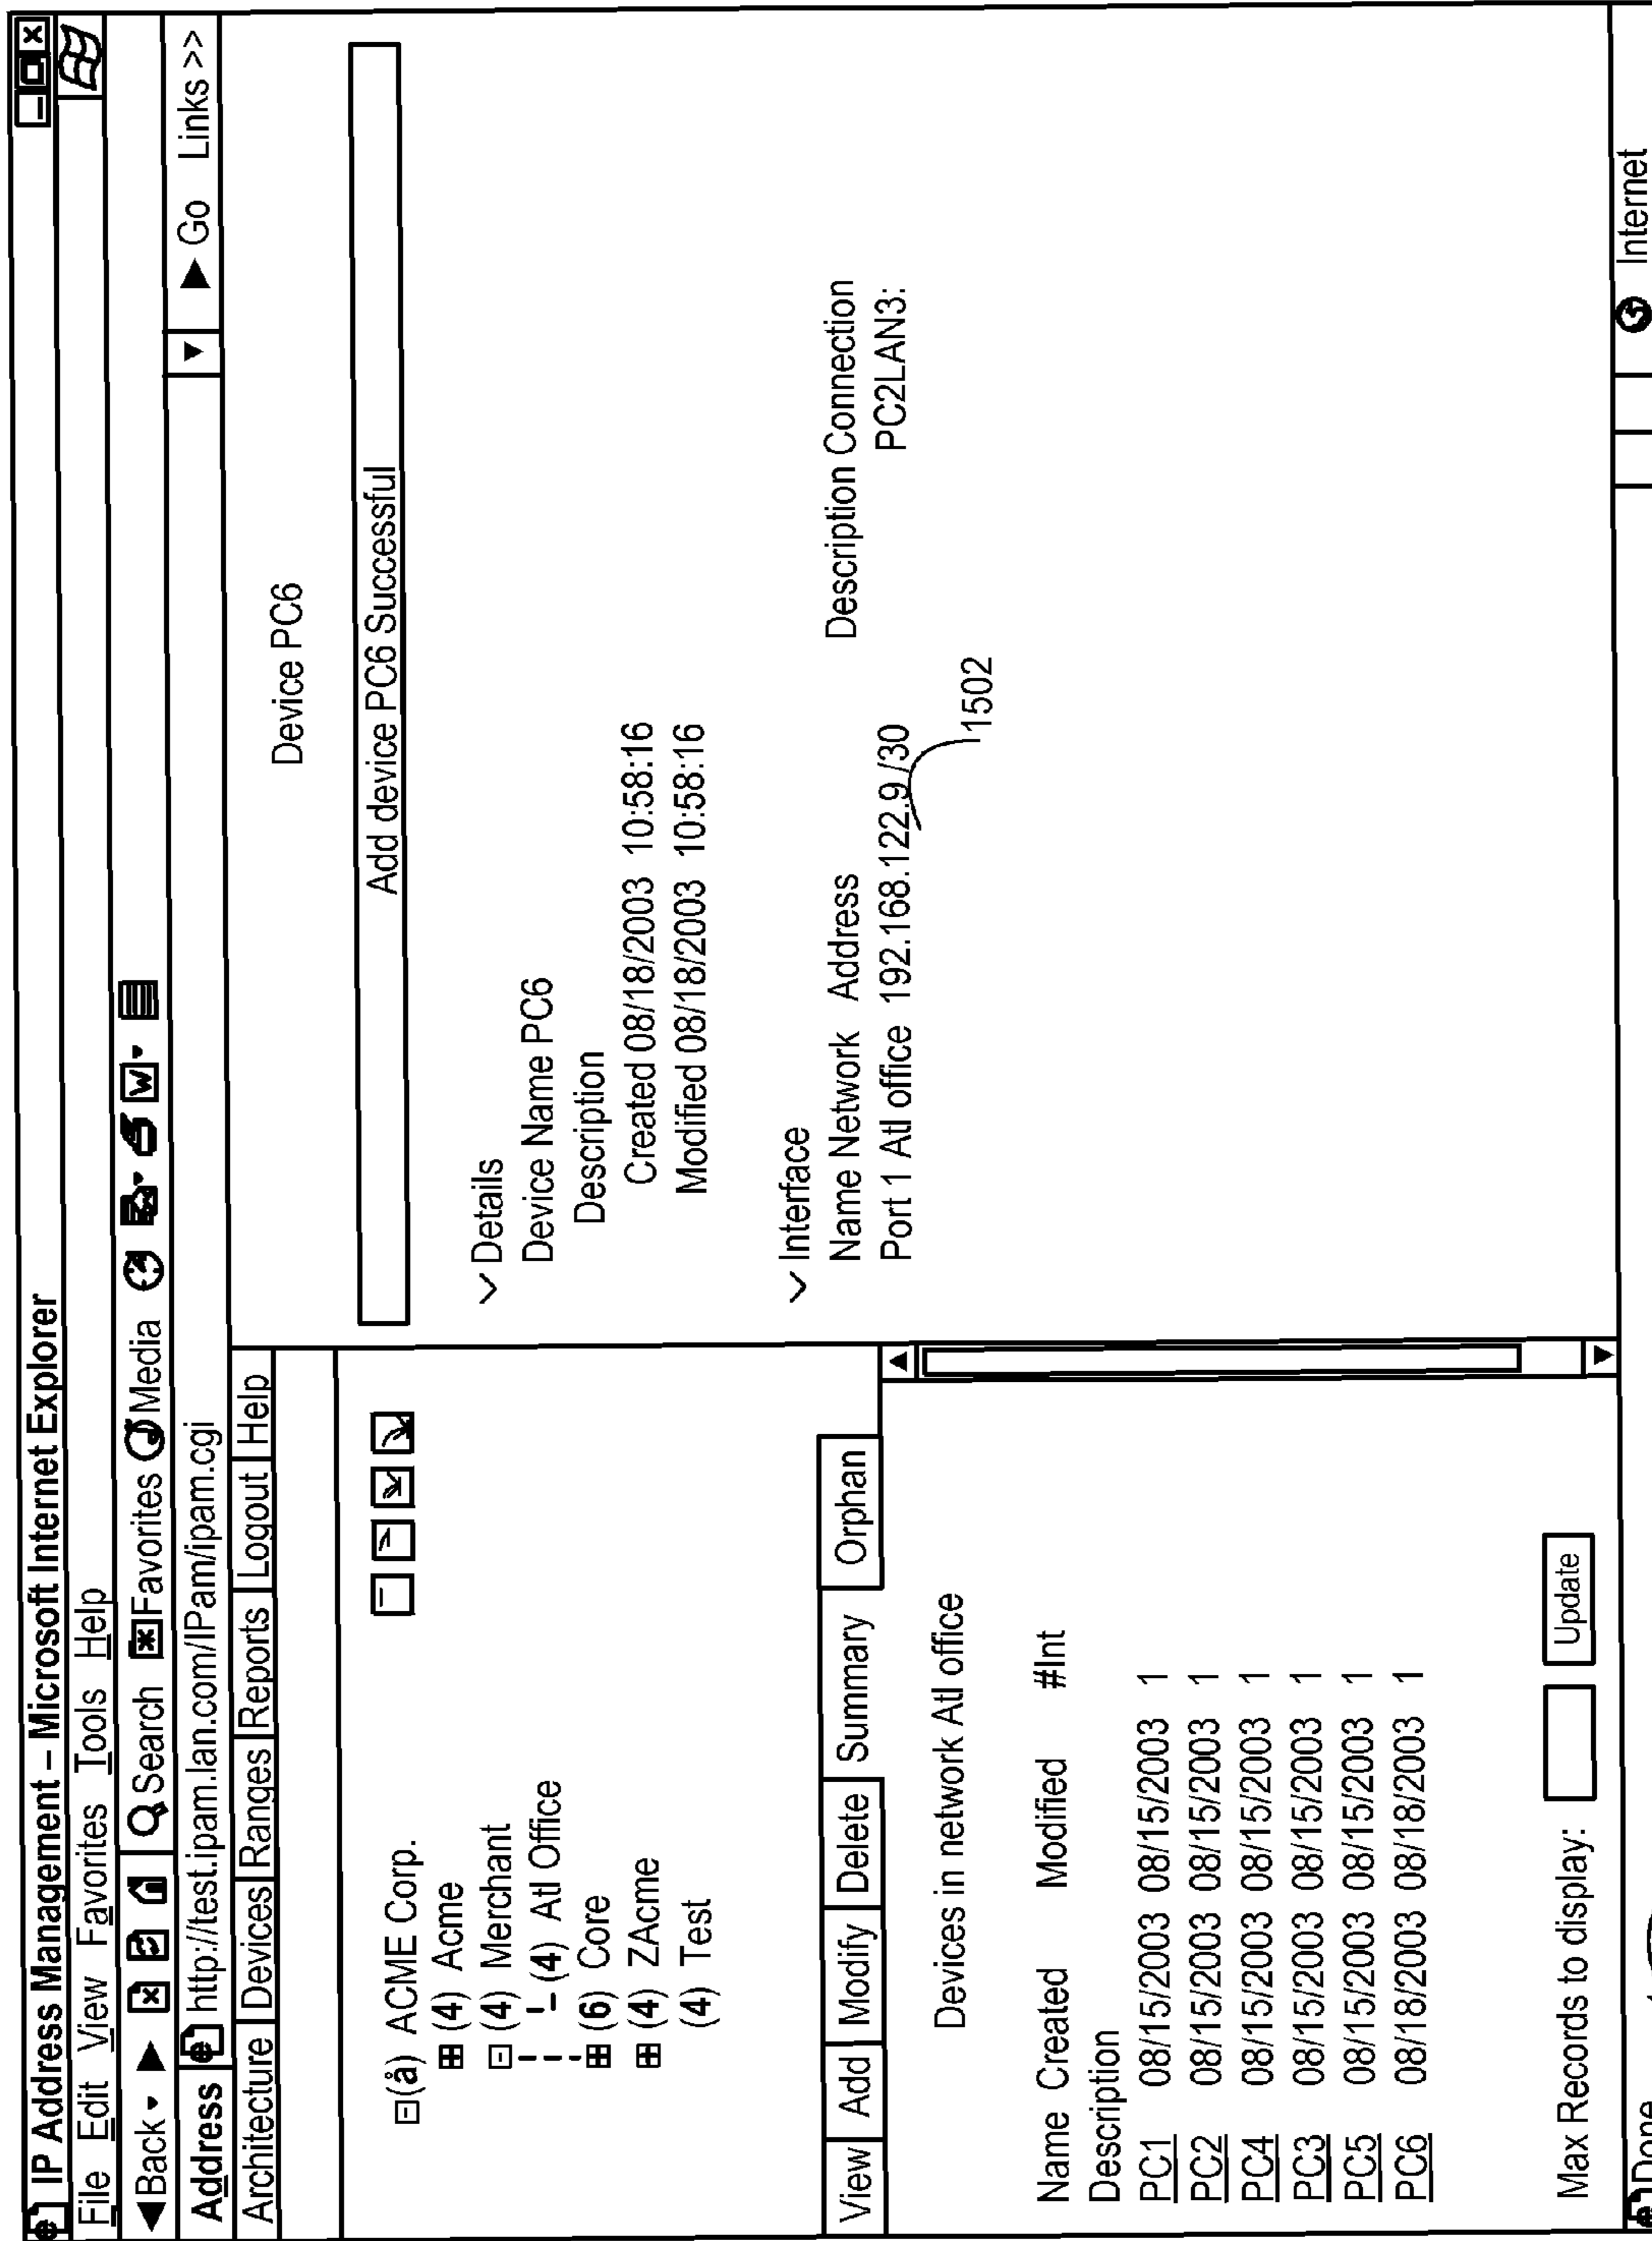 IP Address Management – Microsoft Internet Explorer
File Edit View Favorites Tools Help
Back Search Favorites Media
Address http://test.ipam.lan.com/IPam/ipam.cgi Go Links >>
Architecture Devices Ranges Reports Logout Help
(å) ACME Corp.
(4) Acme
(4) Merchant
(4) Atl Office
(6) Core
(4) ZAcme
(4) Test
View Add Modify Delete Summary Orphan
Devices in network Atl office
Name Created Modified #Int
Description
PC1 08/15/2003 08/15/2003 1
PC2 08/15/2003 08/15/2003 1
PC4 08/15/2003 08/15/2003 1
PC3 08/15/2003 08/15/2003 1
PC5 08/15/2003 08/15/2003 1
PC6 08/18/2003 08/18/2003 1
Max Records to display: Update
Device PC6
Add device PC6 Successful
Details
Device Name PC6
Description
Created 08/18/2003 10:58:16
Modified 08/18/2003 10:58:16
Interface
Name Network Address Description Connection
Port 1 Atl office 192.168.122.9 /30 PC2LAN3:
1502
Done Internet